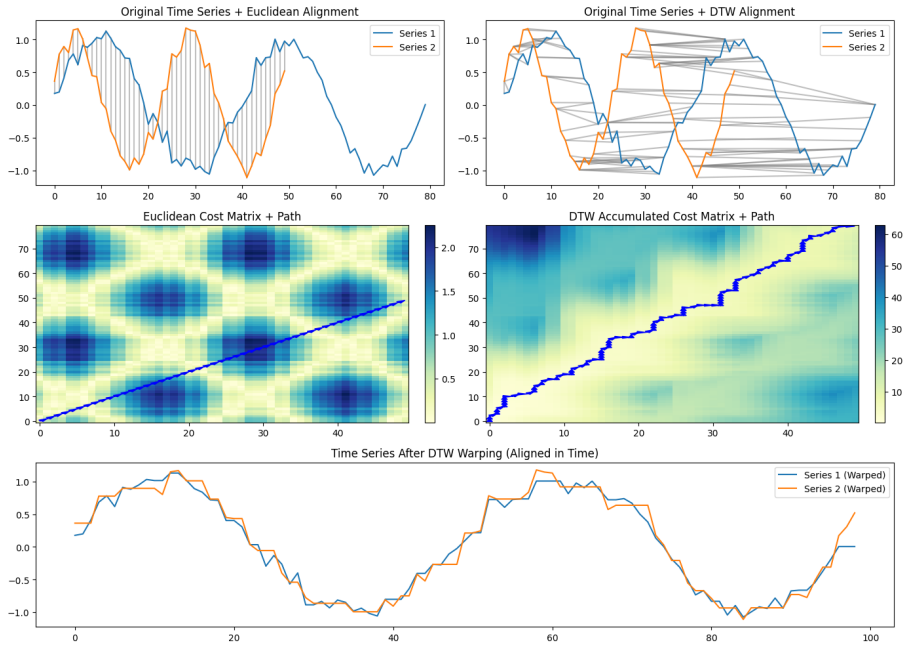 Original Time Series + Euclidean Alignment
Series 1
Series 2
1.0
0.5
0.0
−0.5
−1.0
0 10 20 30 40 50 60 70 80
Original Time Series + DTW Alignment
Series 1
Series 2
1.0
0.5
0.0
−0.5
−1.0
0 10 20 30 40 50 60 70 80
Euclidean Cost Matrix + Path
70
60
50
40
30
20
10
0
0 10 20 30 40
2.0
1.5
1.0
0.5
DTW Accumulated Cost Matrix + Path
70
60
50
40
30
20
10
0
0 10 20 30 40
60
50
40
30
20
10
Time Series After DTW Warping (Aligned in Time)
Series 1 (Warped)
Series 2 (Warped)
1.0
0.5
0.0
−0.5
−1.0
0 20 40 60 80 100